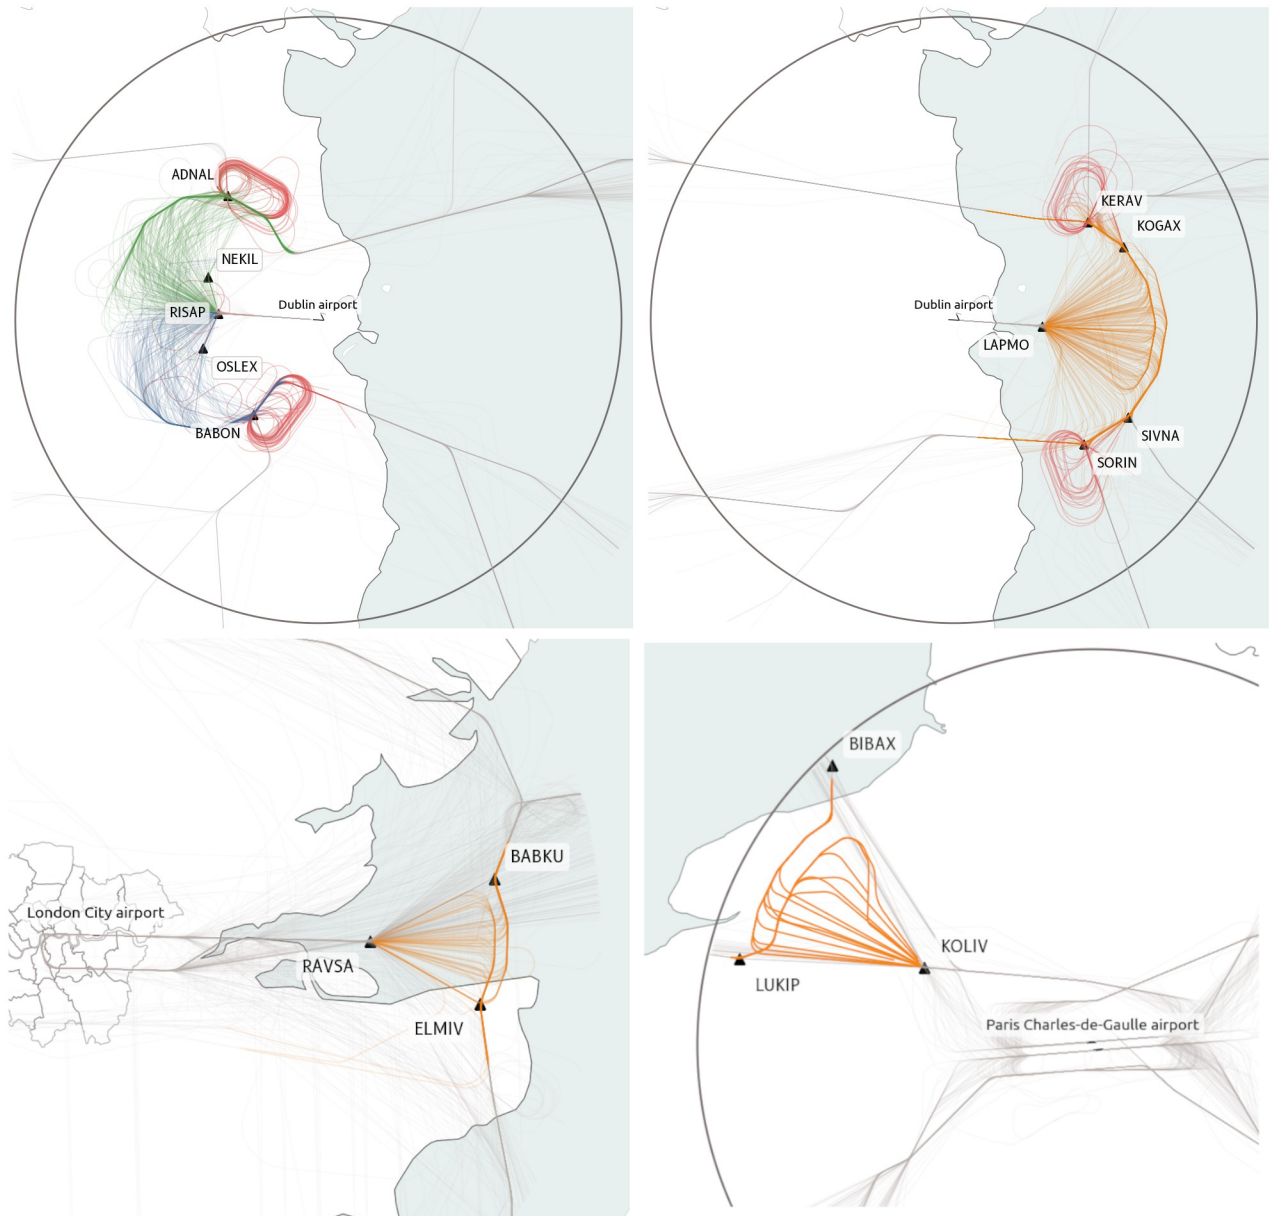 ADNAL
NEKIL
RISAP
Dublin airport
OSLEX
BABON
KERAV
KOGAX
Dublin airport
LAPMO
SIVNA
SORIN
BABKU
London City airport
RAVSA
ELMIV
BIBAX
KOLIV
LUKIP
Paris Charles-de-Gaulle airport